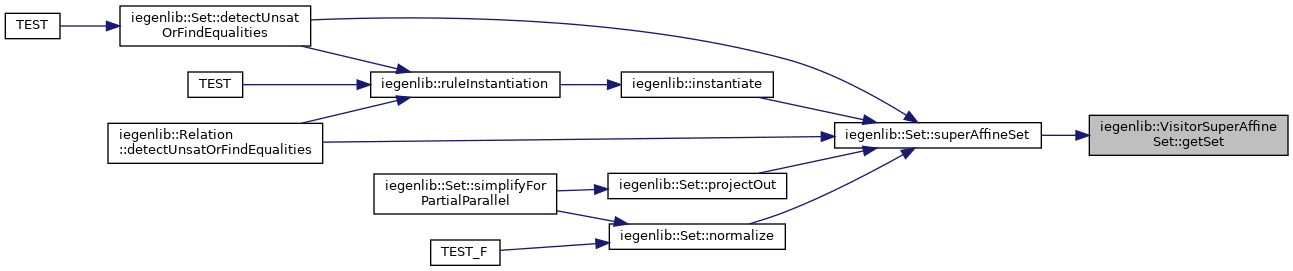 TEST
iegenlib::Set::detectUnsat
OrFindEqualities
TEST
iegenlib::ruleInstantiation
iegenlib::instantiate
iegenlib::Relation
::detectUnsatOrFindEqualities
iegenlib::Set::superAffineSet
iegenlib::VisitorSuperAffine
Set::getSet
iegenlib::Set::simplifyFor
PartialParallel
iegenlib::Set::projectOut
TEST_F
iegenlib::Set::normalize